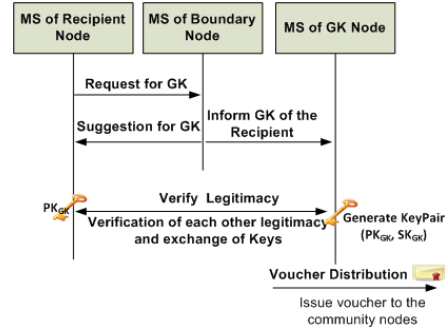 MS of Recipient
Node
MS of Boundary
Node
MS of GK Node
Request for GK
Suggestion for GK
Inform GK of the
Recipient
PKGK
Verify Legitimacy
Verification of each other legitimacy
and exchange of Keys
Generate KeyPair
(PKGK, SKGK)
Voucher Distribution
Issue voucher to the
community nodes